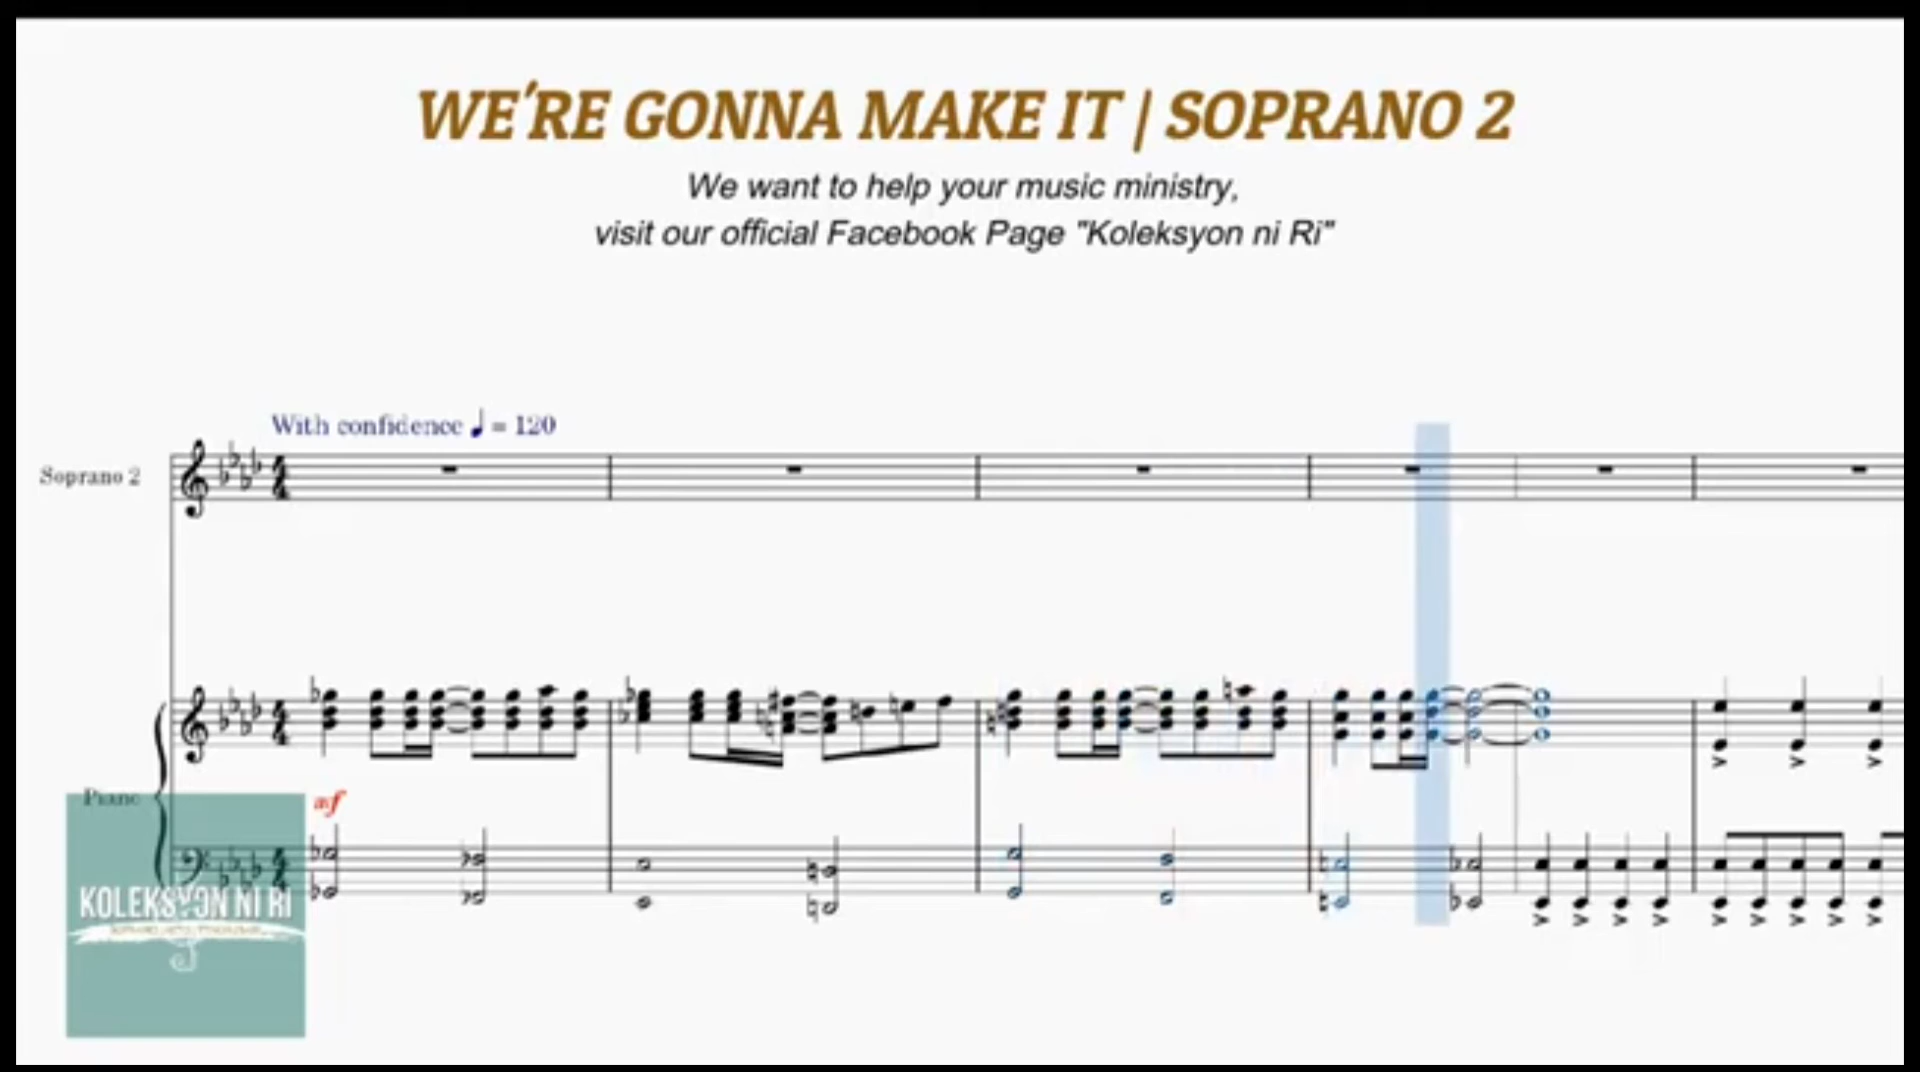 WE'RE GONNA MAKE IT | SOPRANO 2
We want to help your music ministry,
visit our official Facebook Page "Koleksyon ni Ri"
With confidence ♩ = 120
Soprano 2
Piano
mf
KOLEKSYON NI RI